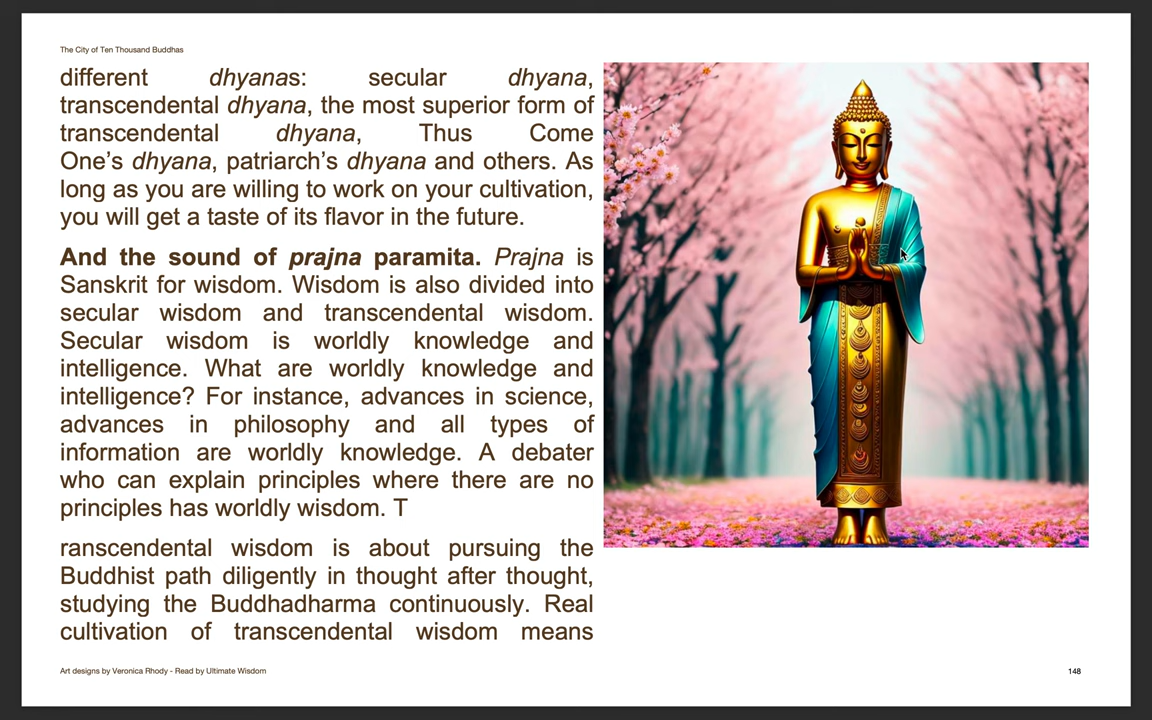 The City of Ten Thousand Buddhas
different dhyanas: secular dhyana,
transcendental dhyana, the most superior form of
transcendental dhyana, Thus Come
One’s dhyana, patriarch’s dhyana and others. As
long as you are willing to work on your cultivation,
you will get a taste of its flavor in the future.
And the sound of prajna paramita. Prajna is
Sanskrit for wisdom. Wisdom is also divided into
secular wisdom and transcendental wisdom.
Secular wisdom is worldly knowledge and
intelligence. What are worldly knowledge and
intelligence? For instance, advances in science,
advances in philosophy and all types of
information are worldly knowledge. A debater
who can explain principles where there are no
principles has worldly wisdom. T
ranscendental wisdom is about pursuing the
Buddhist path diligently in thought after thought,
studying the Buddhadharma continuously. Real
cultivation of transcendental wisdom means
Art designs by Veronica Rhody - Read by Ultimate Wisdom
148